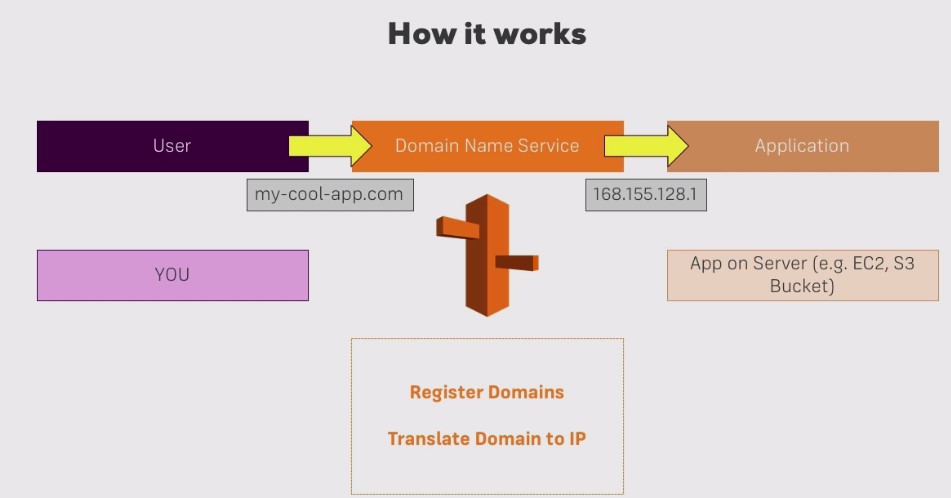 How it works
User
Domain Name Service
Application
my-cool-app.com
168.155.128.1
YOU
App on Server (e.g. EC2, S3
Bucket)
Register Domains
Translate Domain to IP